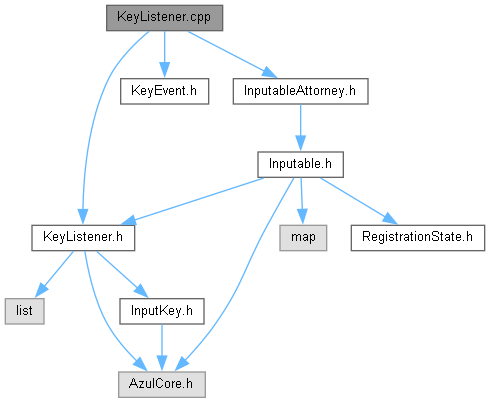 KeyListener.cpp
KeyEvent.h
InputableAttorney.h
Inputable.h
KeyListener.h
map
RegistrationState.h
list
InputKey.h
AzulCore.h